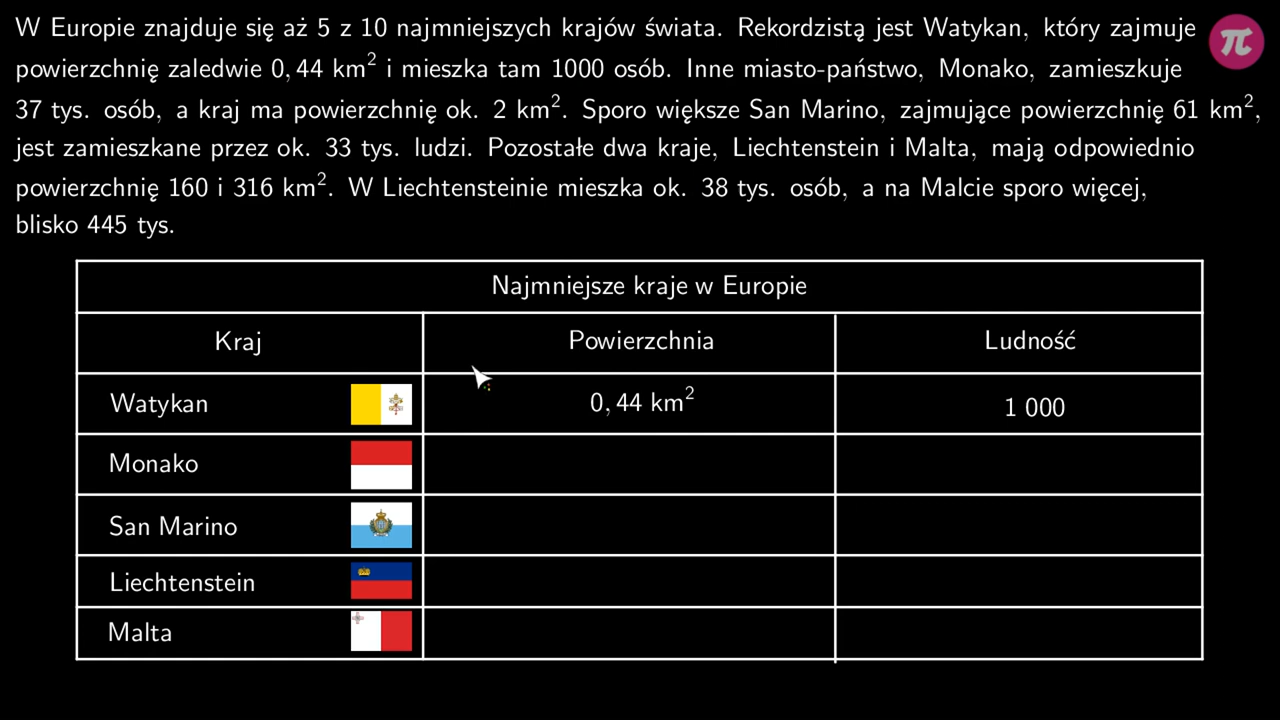 W Europie znajduje się aż 5 z 10 najmniejszych krajów świata. Rekordzistą jest Watykan, który zajmuje
powierzchnię zaledwie 0,44 km² i mieszka tam 1000 osób. Inne miasto-państwo, Monako, zamieszkuje
37 tys. osób, a kraj ma powierzchnię ok. 2 km². Sporo większe San Marino, zajmujące powierzchnię 61 km²,
jest zamieszkane przez ok. 33 tys. ludzi. Pozostałe dwa kraje, Liechtenstein i Malta, mają odpowiednio
powierzchnię 160 i 316 km². W Liechtensteinie mieszka ok. 38 tys. osób, a na Malcie sporo więcej,
blisko 445 tys.
π
Najmniejsze kraje w Europie
Kraj Powierzchnia Ludność
Watykan 0,44 km² 1 000
Monako
San Marino
Liechtenstein
Malta